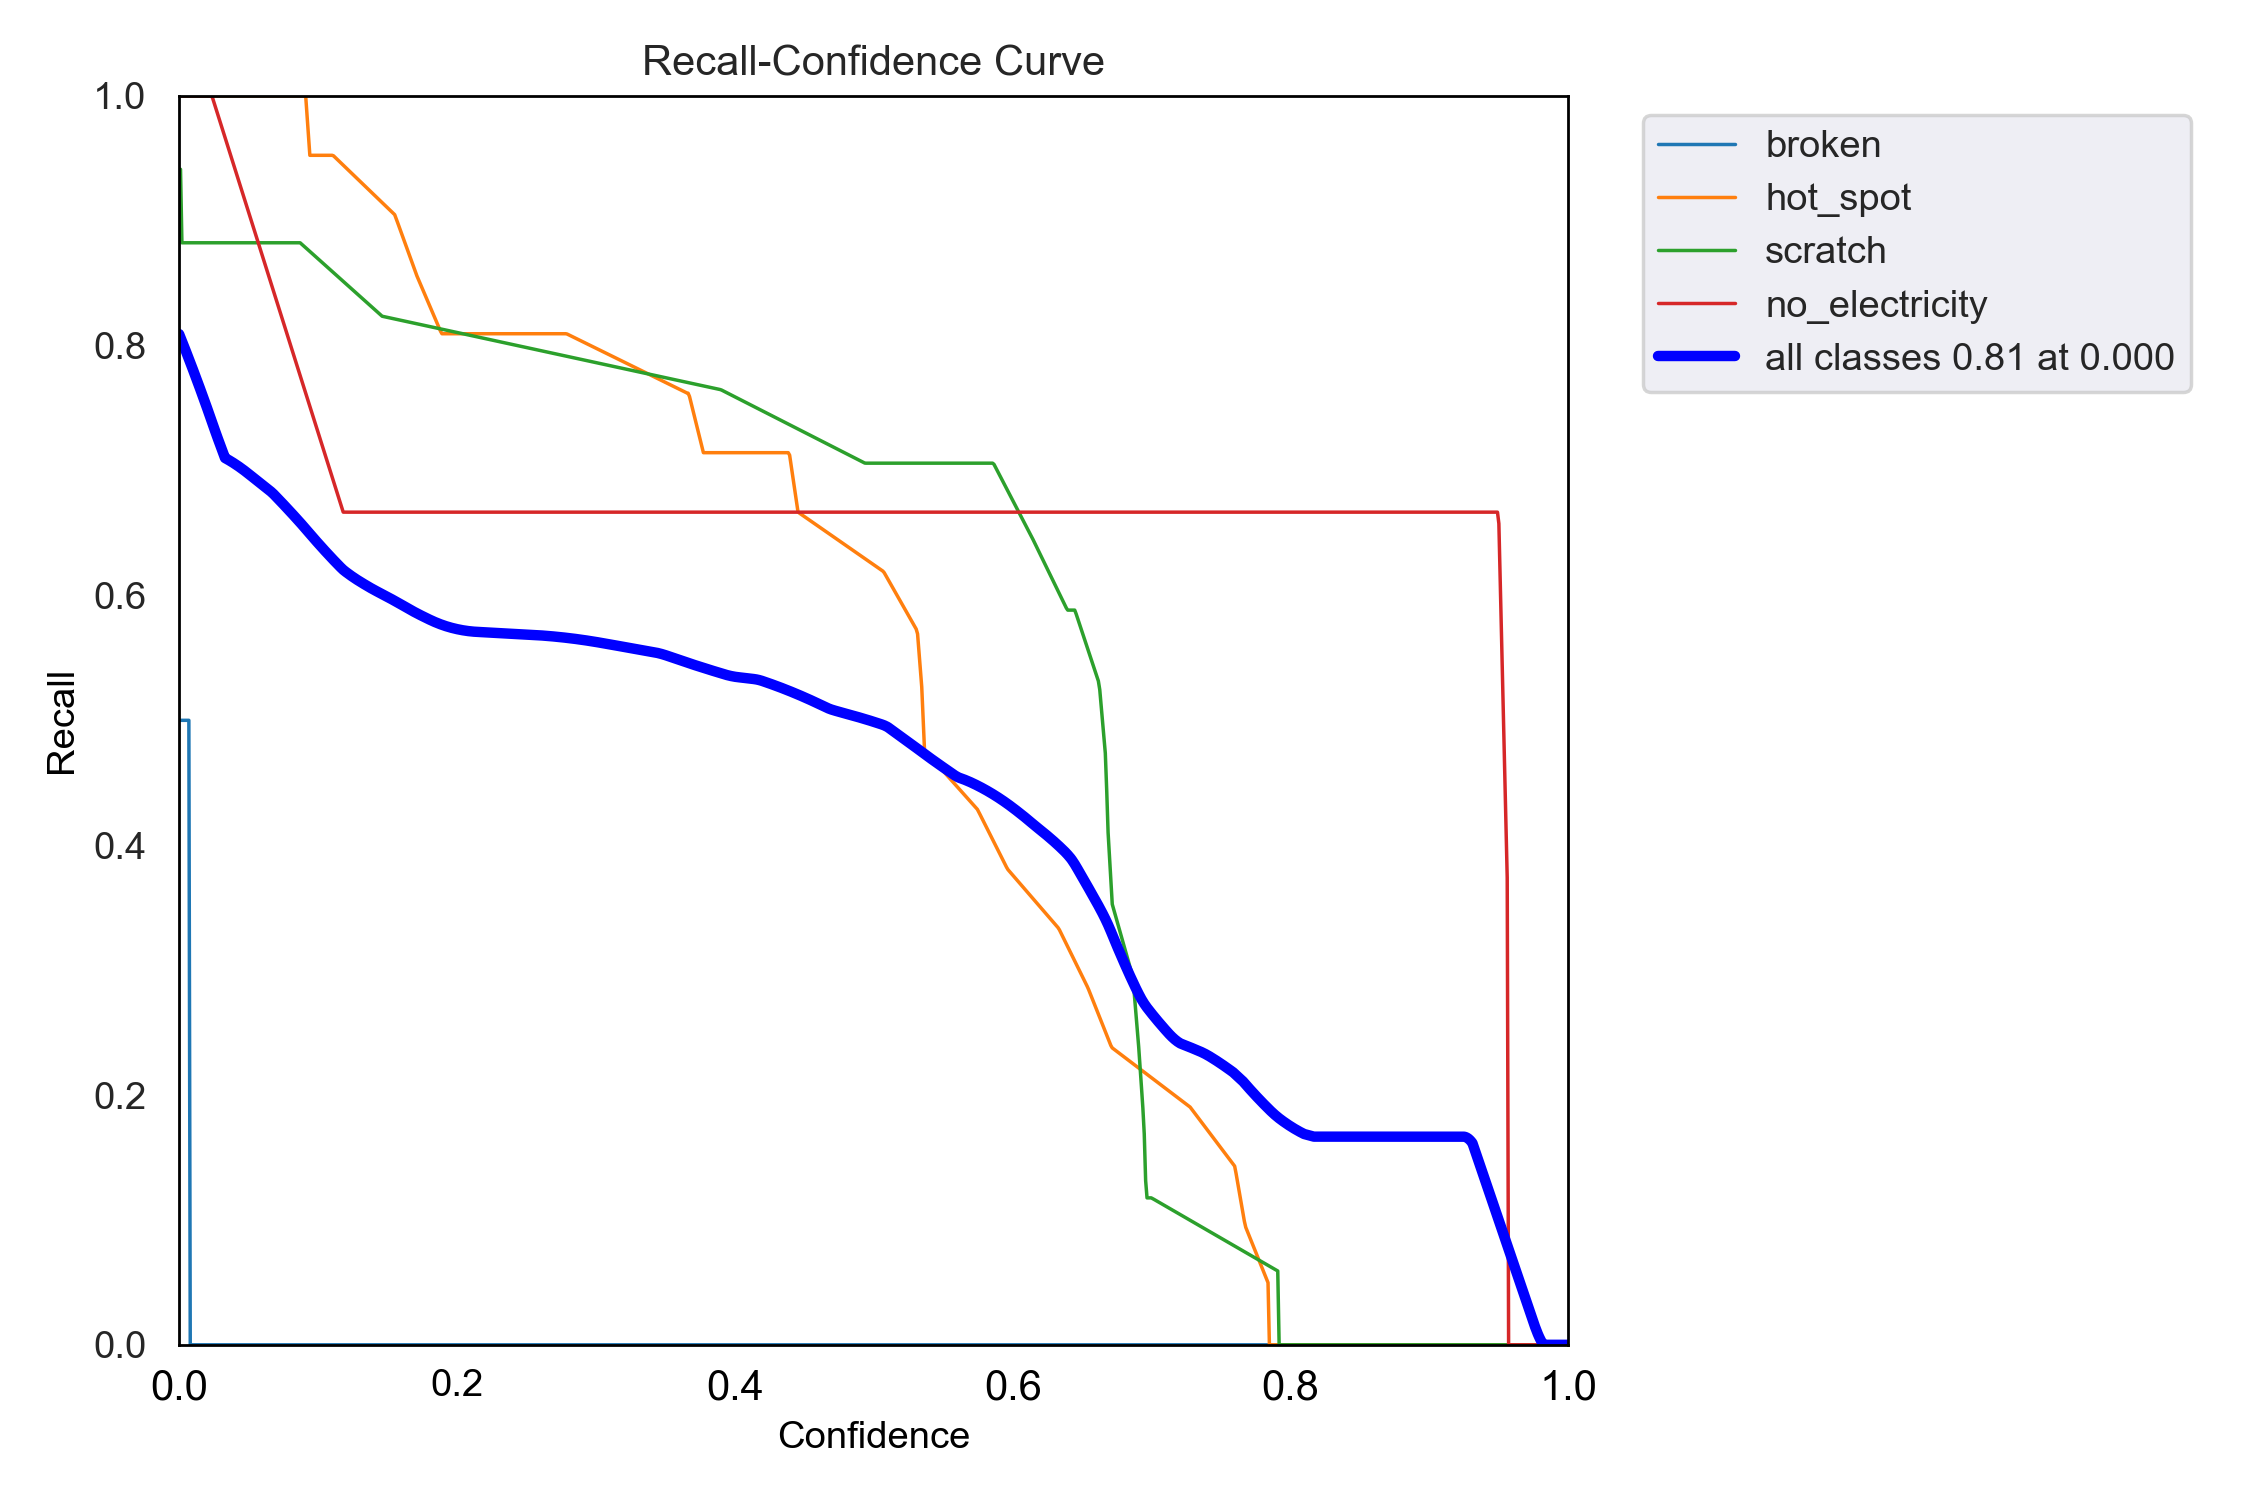 Recall-Confidence Curve
1.0
0.8
0.6
0.4
0.2
0.0
Recall
0.0 0.2 0.4 0.6 0.8 1.0
Confidence
broken
hot_spot
scratch
no_electricity
all classes 0.81 at 0.000